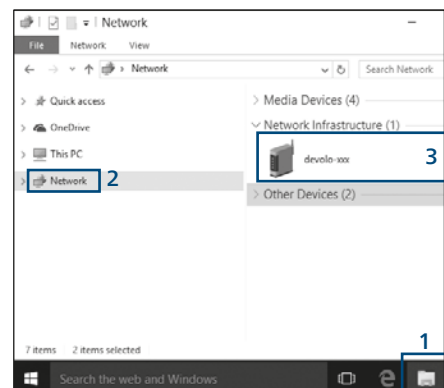 Network
File Network View
Network
Search Network
Quick access
OneDrive
This PC
Network 2
Media Devices (4)
Network Infrastructure (1)
devolo-xxx 3
Other Devices (2)
7 items 2 items selected
1
Search the web and Windows